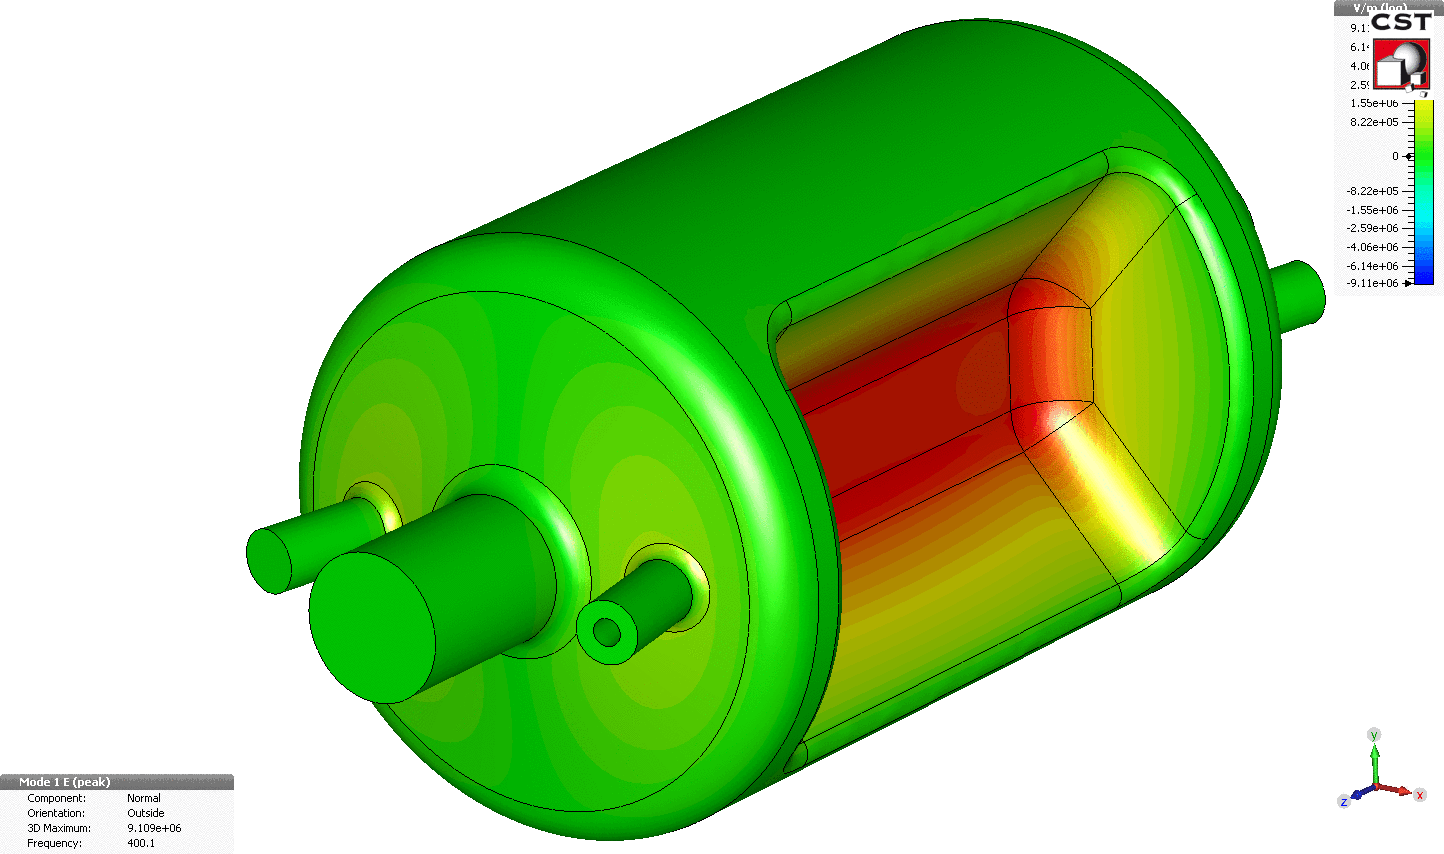 V/m (log)
CST
1.55e+06
8.22e+05
0
-8.22e+05
-1.55e+06
-2.59e+06
-4.06e+06
-6.14e+06
-9.11e+06
y
z
x
Mode 1 E (peak)
Component: Normal
Orientation: Outside
3D Maximum: 9.109e+06
Frequency: 400.1